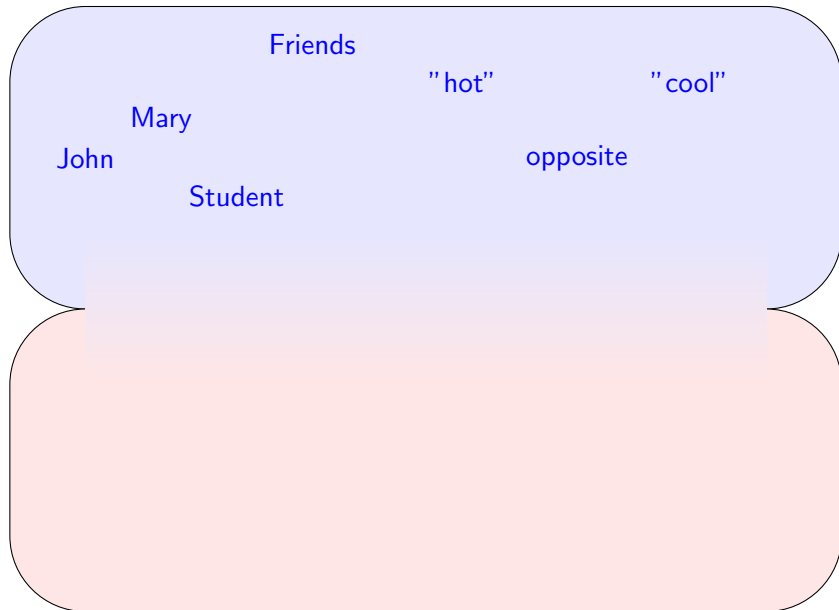 Friends
”hot” ”cool”
Mary
John opposite
Student